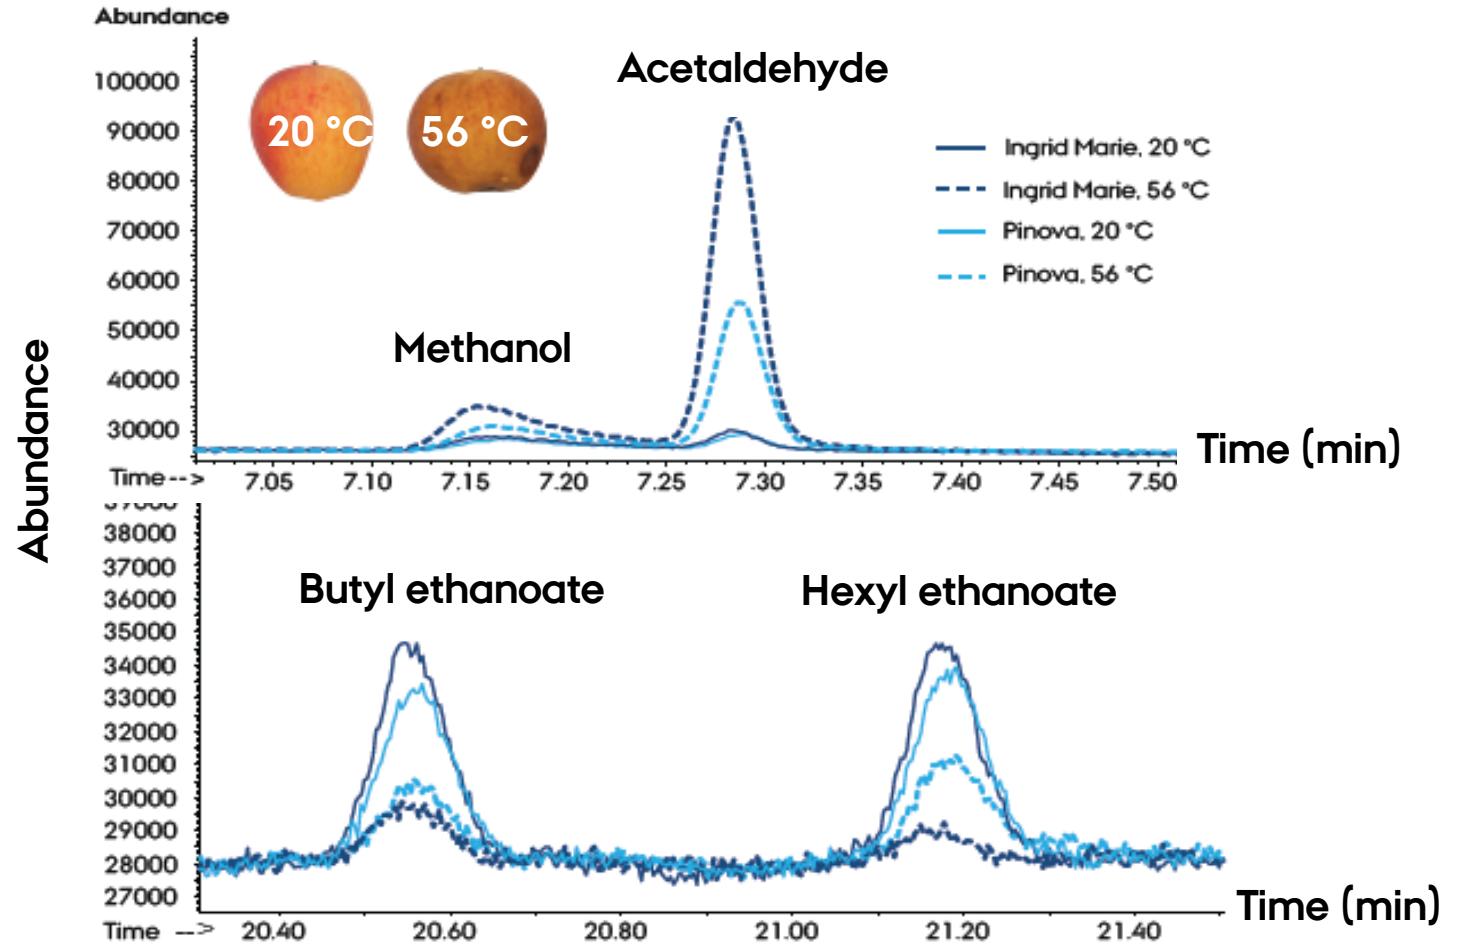 Abundance
Acetaldehyde
100000
90000
80000
70000
60000
50000
40000
30000
20 °C
56 °C
Ingrid Marie, 20 °C
Ingrid Marie, 56 °C
Pinova, 20 °C
Pinova, 56 °C
Methanol
Abundance
Time (min)
Time-->
7.05 7.10 7.15 7.20 7.25 7.30 7.35 7.40 7.45 7.50
39000
38000
37000
36000
35000
34000
33000
32000
31000
30000
29000
28000
27000
Butyl ethanoate
Hexyl ethanoate
Time (min)
Time -->
20.40 20.60 20.80 21.00 21.20 21.40